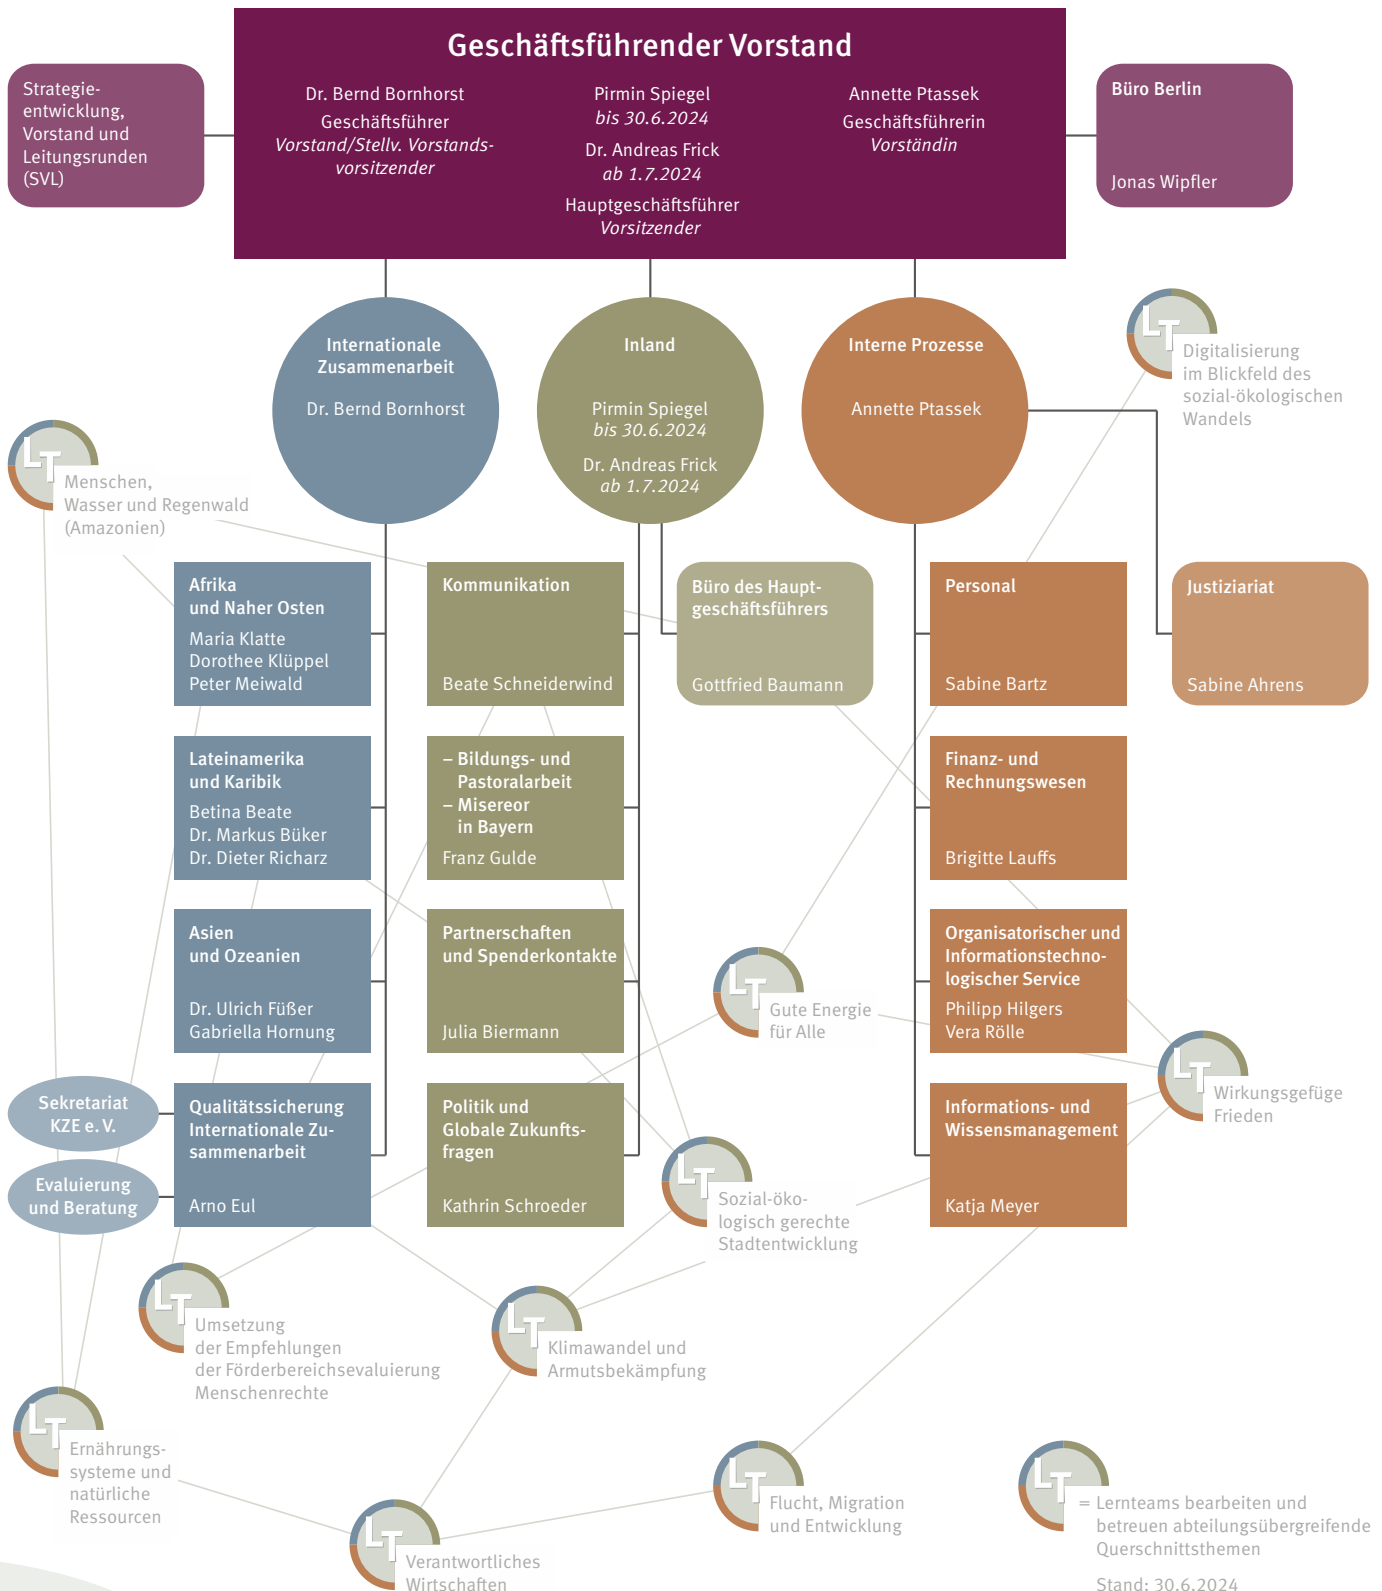 Geschäftsführender Vorstand
Strategie-
entwicklung,
Vorstand und
Leitungsrunden
(SVL)
Dr. Bernd Bornhorst
Geschäftsführer
Vorstand/Stellv. Vorstands-
vorsitzender
Pirmin Spiegel
bis 30.6.2024
Dr. Andreas Frick
ab 1.7.2024
Hauptgeschäftsführer
Vorsitzender
Annette Ptassek
Geschäftsführerin
Vorständin
Büro Berlin
Jonas Wipfler
Internationale
Zusammenarbeit
Dr. Bernd Bornhorst
Inland
Pirmin Spiegel
bis 30.6.2024
Dr. Andreas Frick
ab 1.7.2024
Interne Prozesse
Annette Ptassek
LT
Digitalisierung
im Blickfeld des
sozial-ökologischen
Wandels
LT
Menschen,
Wasser und Regenwald
(Amazonien)
Afrika
und Naher Osten
Maria Klatte
Dorothee Klüppel
Peter Meiwald
Kommunikation
Beate Schneiderwind
Büro des Haupt-
geschäftsführers
Gottfried Baumann
Personal
Sabine Bartz
Justiziariat
Sabine Ahrens
Lateinamerika
und Karibik
Betina Beate
Dr. Markus Büker
Dr. Dieter Richarz
– Bildungs- und
Pastoralarbeit
– Misereor
in Bayern
Franz Gulde
Finanz- und
Rechnungswesen
Brigitte Lauffs
Asien
und Ozeanien
Dr. Ulrich Füßer
Gabriella Hornung
Partnerschaften
und Spenderkontakte
Julia Biermann
LT
Gute Energie
für Alle
Organisatorischer und
Informationstechno-
logischer Service
Philipp Hilgers
Vera Rölle
LT
Wirkungsgefüge
Frieden
Sekretariat
KZE e. V.
Evaluierung
und Beratung
Qualitätssicherung
Internationale Zu-
sammenarbeit
Arno Eul
Politik und
Globale Zukunfts-
fragen
Kathrin Schroeder
LT
Sozial-öko-
logisch gerechte
Stadtentwicklung
Informations- und
Wissensmanagement
Katja Meyer
LT
Umsetzung
der Empfehlungen
der Förderbereichsevaluierung
Menschenrechte
LT
Klimawandel und
Armutsbekämpfung
LT
Ernährungs-
systeme und
natürliche
Ressourcen
LT
Verantwortliches
Wirtschaften
LT
Flucht, Migration
und Entwicklung
LT
= Lernteams bearbeiten und
betreuen abteilungsübergreifende
Querschnittsthemen
Stand: 30.6.2024